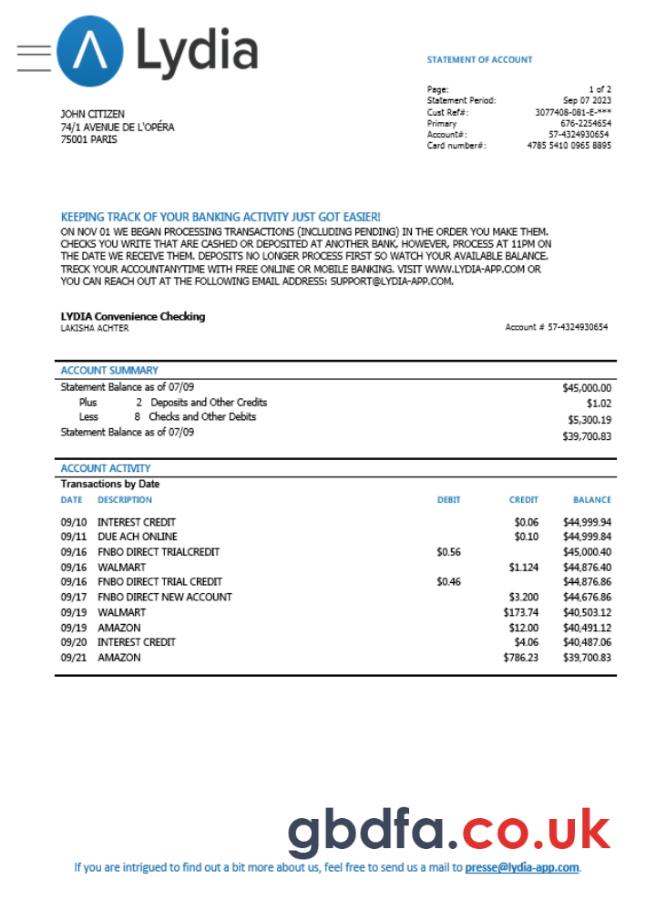 Lydia
STATEMENT OF ACCOUNT
Page: 1 of 2
Statement Period: Sep 07 2023
Cust Ref#: 3077408-081-E-***
Primary 676-2254654
Account#: 57-4324930654
Card number#: 4785 5410 0965 8895
JOHN CITIZEN
74/1 AVENUE DE L'OPÉRA
75001 PARIS
KEEPING TRACK OF YOUR BANKING ACTIVITY JUST GOT EASIER!
ON NOV 01 WE BEGAN PROCESSING TRANSACTIONS (INCLUDING PENDING) IN THE ORDER YOU MAKE THEM.
CHECKS YOU WRITE THAT ARE CASHED OR DEPOSITED AT ANOTHER BANK, HOWEVER, PROCESS AT 11PM ON
THE DATE WE RECEIVE THEM. DEPOSITS NO LONGER PROCESS FIRST SO WATCH YOUR AVAILABLE BALANCE.
TRECK YOUR ACCOUNTANYTIME WITH FREE ONLINE OR MOBILE BANKING. VISIT WWW.LYDIA-APP.COM OR
YOU CAN REACH OUT AT THE FOLLOWING EMAIL ADDRESS: SUPPORT@LYDIA-APP.COM.
LYDIA Convenience Checking
LAKISHA ACHTER Account # 57-4324930654
ACCOUNT SUMMARY
Statement Balance as of 07/09 $45,000.00
Plus 2 Deposits and Other Credits $1.02
Less 8 Checks and Other Debits $5,300.19
Statement Balance as of 07/09 $39,700.83
ACCOUNT ACTIVITY
Transactions by Date
DATE DESCRIPTION DEBIT CREDIT BALANCE
09/10 INTEREST CREDIT $0.06 $44,999.94
09/11 DUE ACH ONLINE $0.10 $44,999.84
09/16 FNBO DIRECT TRIALCREDIT $0.56 $45,000.40
09/16 WALMART $1.124 $44,876.40
09/16 FNBO DIRECT TRIAL CREDIT $0.46 $44,876.86
09/17 FNBO DIRECT NEW ACCOUNT $3.200 $44,676.86
09/19 WALMART $173.74 $40,503.12
09/19 AMAZON $12.00 $40,491.12
09/20 INTEREST CREDIT $4.06 $40,487.06
09/21 AMAZON $786.23 $39,700.83
gbdfa.co.uk
If you are intrigued to find out a bit more about us, feel free to send us a mail to presse@lydia-app.com.